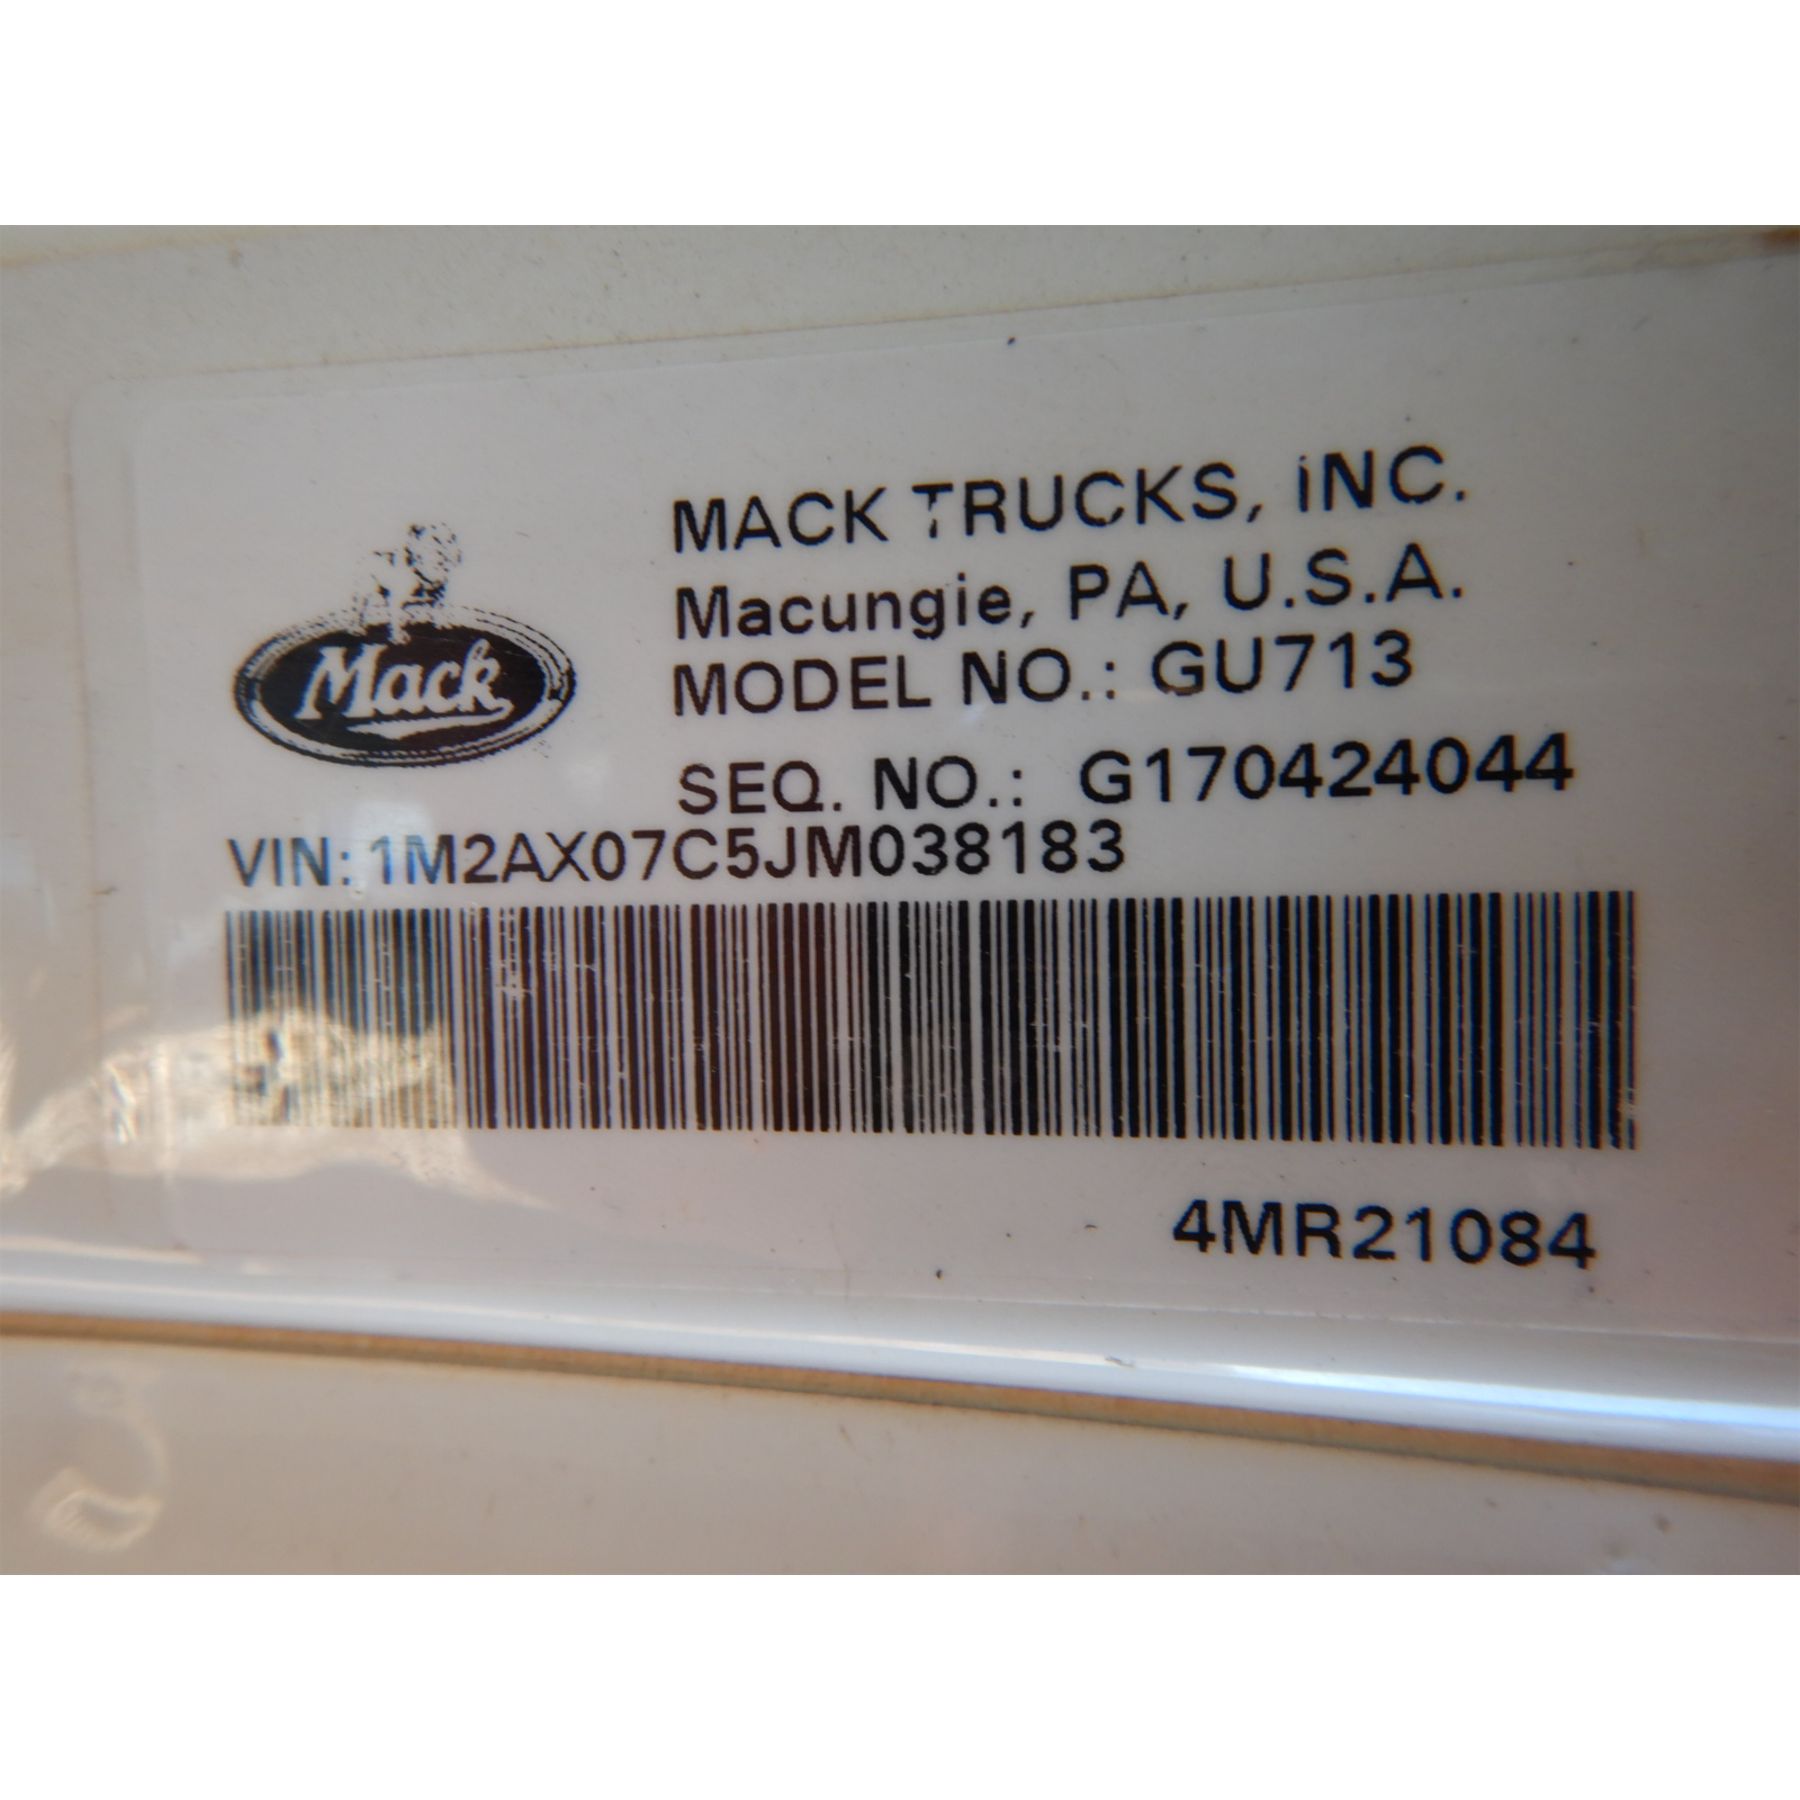 MACK TRUCKS, INC.
Macungie, PA, U.S.A.
MODEL NO.: GU713
SEQ. NO.: G170424044
Mack
VIN: 1M2AX07C5JM038183
4MR21084